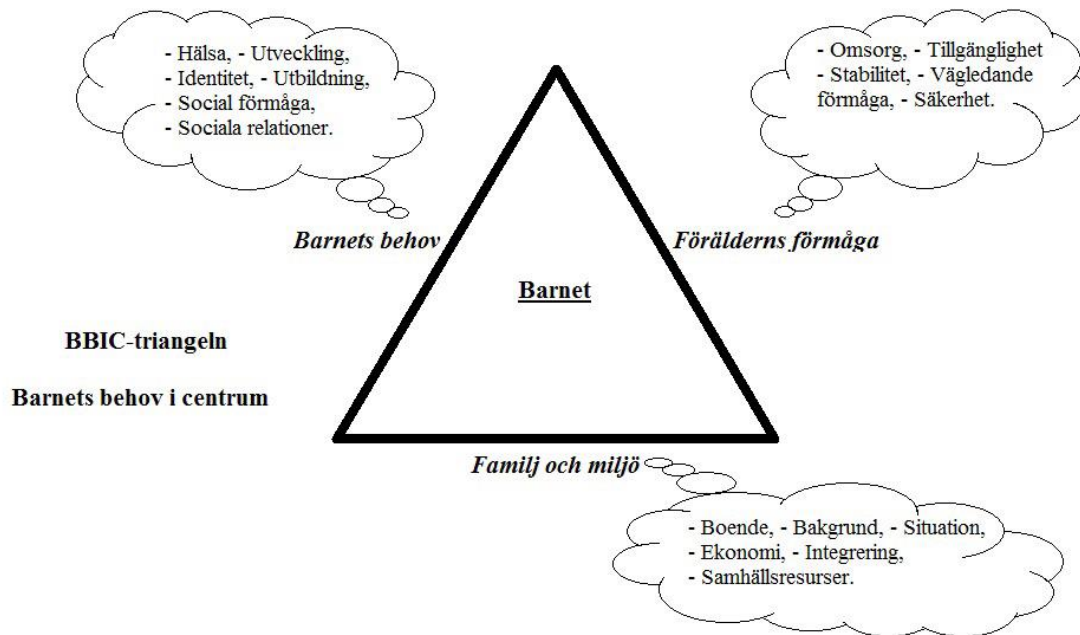 - Hälsa, - Utveckling,
- Identitet, - Utbildning,
- Social förmåga,
- Sociala relationer.
- Omsorg, - Tillgänglighet
- Stabilitet, - Vägledande
förmåga, - Säkerhet.
Barnets behov
Förälderns förmåga
Barnet
BBIC-triangeln
Barnets behov i centrum
Familj och miljö
- Boende, - Bakgrund, - Situation,
- Ekonomi, - Integrering,
- Samhällsresurser.